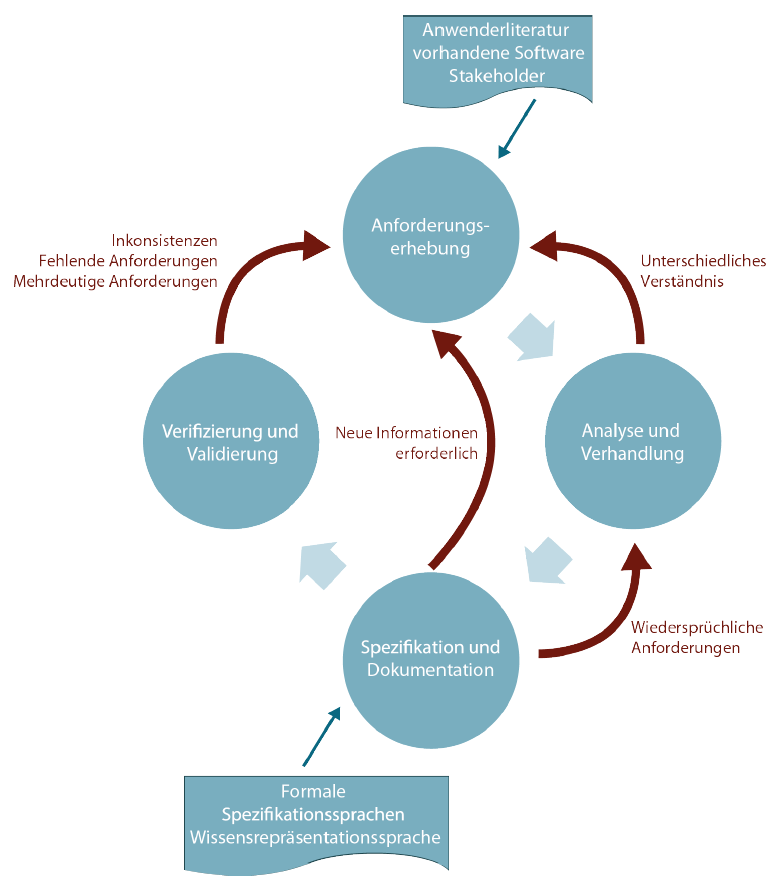 Anwenderliteratur
vorhandene Software
Stakeholder
Anforderungs-
erhebung
Inkonsistenzen
Fehlende Anforderungen
Mehrdeutige Anforderungen
Unterschiedliches
Verständnis
Verifizierung und
Validierung
Neue Informationen
erforderlich
Analyse und
Verhandlung
Spezifikation und
Dokumentation
Wiedersprüchliche
Anforderungen
Formale
Spezifikationssprachen
Wissensrepräsentationssprache